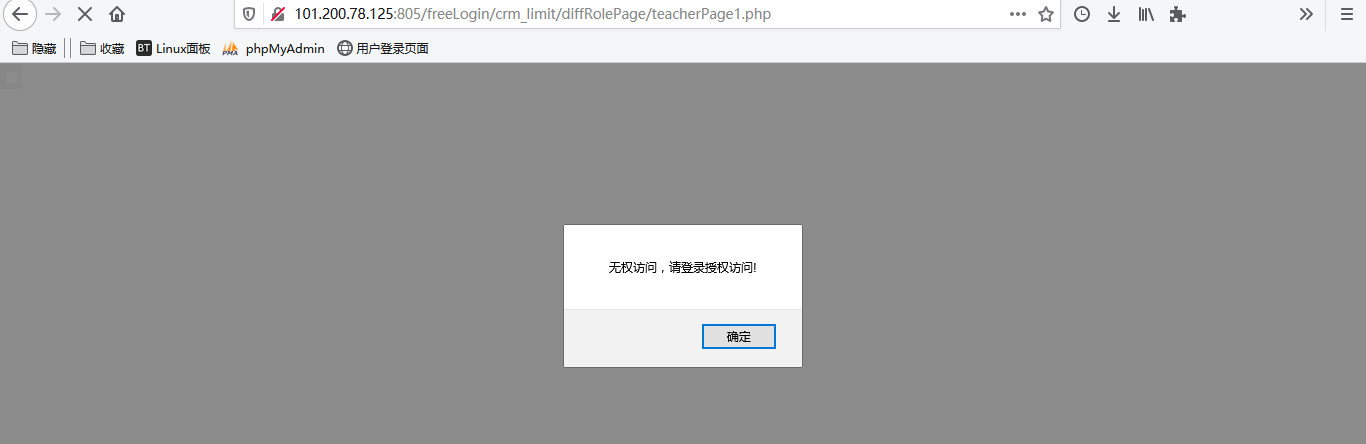 101.200.78.125:805/freeLogin/crm_limit/diffRolePage/teacherPage1.php
隐藏 收藏 BT Linux面板 PMA phpMyAdmin 用户登录页面
无权访问，请登录授权访问!
确定